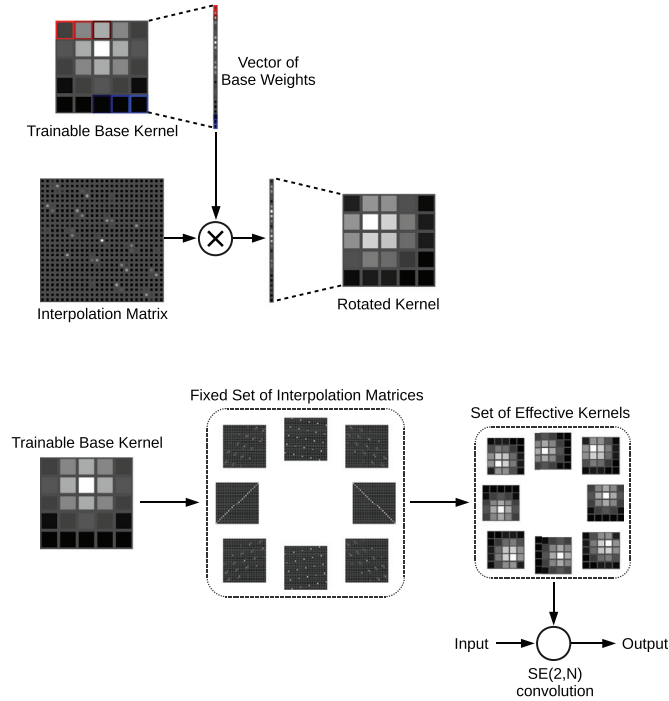 Vector of
Base Weights
Trainable Base Kernel
Interpolation Matrix
Rotated Kernel
Fixed Set of Interpolation Matrices
Set of Effective Kernels
Trainable Base Kernel
Input
Output
SE(2,N)
convolution